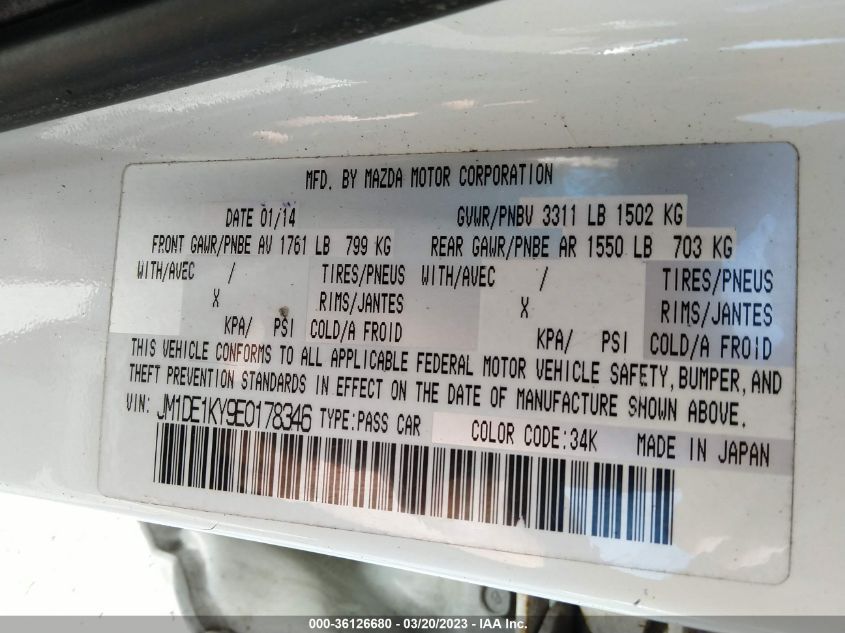 MFD. BY MAZDA MOTOR CORPORATION
DATE 01/14 GVWR/PNBV 3311 LB 1502 KG
FRONT GAWR/PNBE AV 1761 LB 799 KG REAR GAWR/PNBE AR 1550 LB 703 KG
WITH/AVEC / TIRES/PNEUS WITH/AVEC / TIRES/PNEUS
X RIMS/JANTES X RIMS/JANTES
KPA/ PSI COLD/A FROID KPA/ PSI COLD/A FROID
THIS VEHICLE CONFORMS TO ALL APPLICABLE FEDERAL MOTOR VEHICLE SAFETY, BUMPER, AND
THEFT PREVENTION STANDARDS IN EFFECT ON THE DATE OF MANUFACTURE SHOWN ABOVE.
VIN: JM1DE1KY9E0178346 TYPE:PASS CAR COLOR CODE:34K MADE IN JAPAN
000-36126680 - 03/20/2023 - IAA Inc.